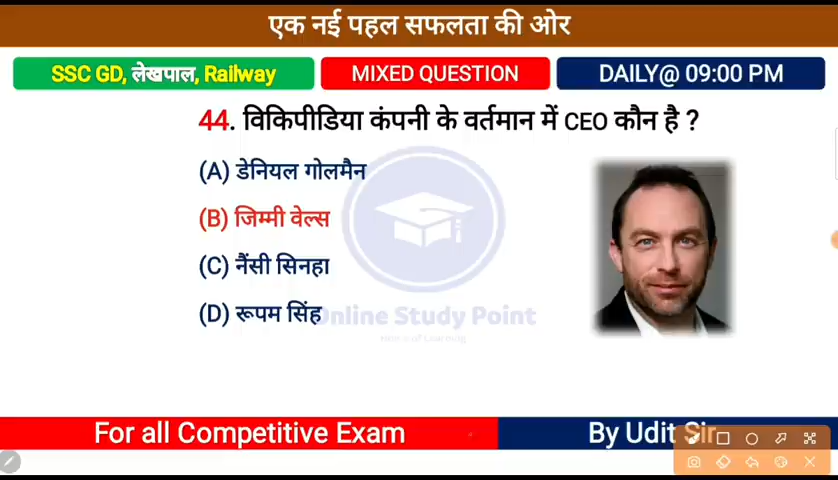 एक नई पहल सफलता की ओर
SSC GD, लेखपाल, Railway
MIXED QUESTION
DAILY@ 09:00 PM
44. विकिपीडिया कंपनी के वर्तमान में CEO कौन है ?
(A) डेनियल गोलमैन
(B) जिम्मी वेल्स
(C) नैंसी सिनहा
(D) रूपम सिंह
Online Study Point
For all Competitive Exam
By Udit Sir